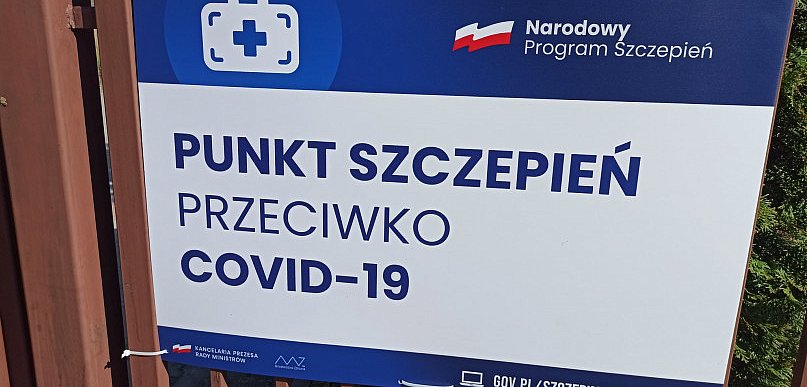 Narodowy
Program Szczepień
PUNKT SZCZEPIEŃ
PRZECIWKO
COVID-19
KANCELARIA PREZESA
RADY MINISTRÓW